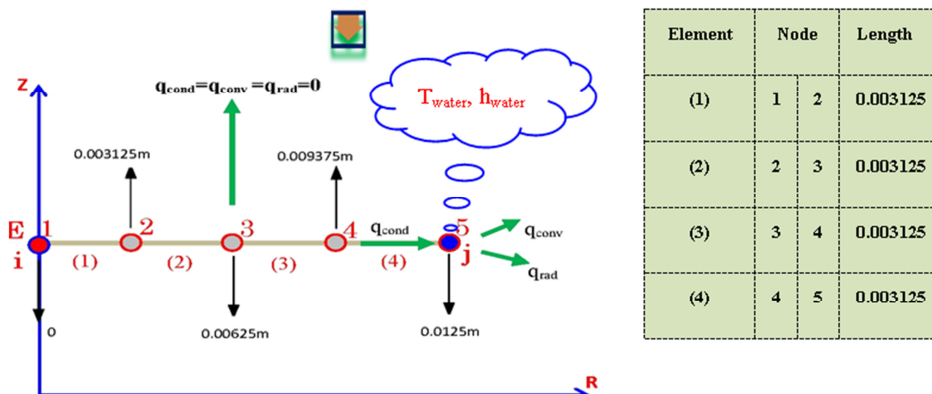 Z
q_cond=q_conv=q_rad=0
T_water, h_water
0.003125m
0.009375m
E 1 2 3 4 5
q_cond
q_conv
i (1) (2) (3) (4) j
q_rad
0
0.00625m
0.0125m
R
Element Node Length
(1) 1 2 0.003125
(2) 2 3 0.003125
(3) 3 4 0.003125
(4) 4 5 0.003125